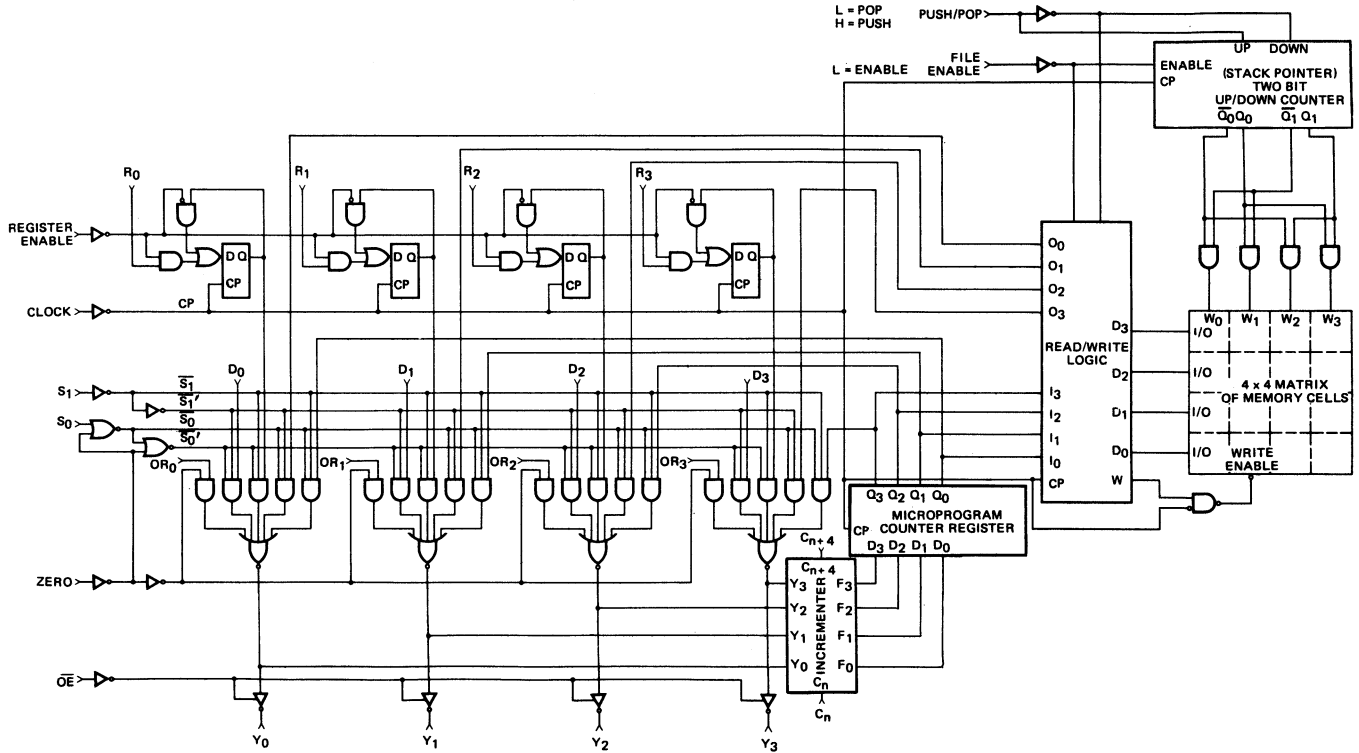 L = POP
H = PUSH
PUSH/POP
UP DOWN
FILE
ENABLE
L = ENABLE
ENABLE
CP
(STACK POINTER)
TWO BIT
UP/DOWN COUNTER
Q̅₀ Q₀ Q̅₁ Q₁
R₀ R₁ R₂ R₃
REGISTER
ENABLE
D Q
CP
D Q
CP
D Q
CP
D Q
CP
CLOCK
CP
O₀
O₁
O₂
O₃
READ/WRITE
LOGIC
D₃
D₂
D₁
D₀
W
I₃
I₂
I₁
I₀
CP
W₀ W₁ W₂ W₃
I/O
I/O
I/O
I/O
4 x 4 MATRIX
OF MEMORY CELLS
WRITE
ENABLE
D₀ D₁ D₂ D₃
S₁
S̅₁
S̅₁'
S₀
S̅₀
S̅₀'
OR₀ OR₁ OR₂ OR₃
Q₃ Q₂ Q₁ Q₀
MICROPROGRAM
COUNTER REGISTER
CP
D₃ D₂ D₁ D₀
ZERO
Cₙ₊₄
Cₙ₊₄
Y₃ F₃
Y₂ F₂
Y₁ F₁
Y₀ F₀
INCREMENTER
Cₙ
Cₙ
O̅E̅
Y₀ Y₁ Y₂ Y₃